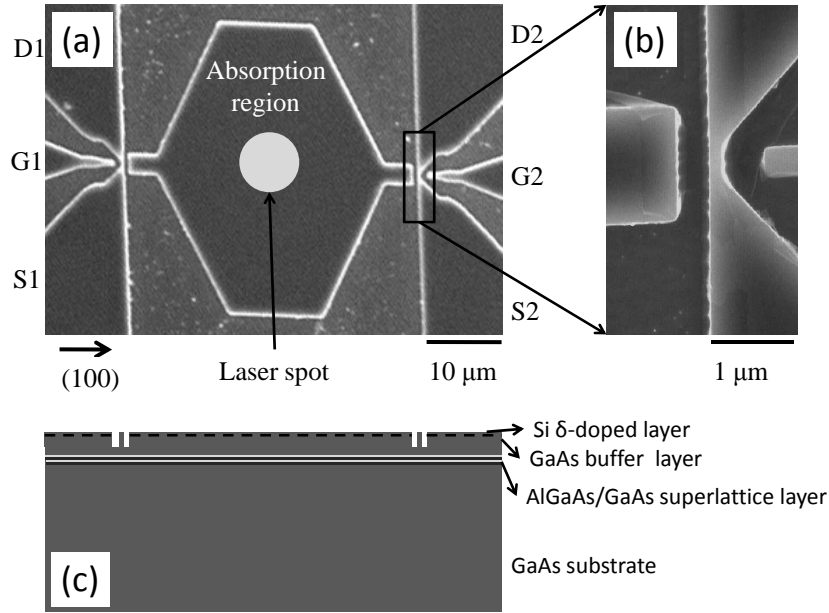 (a)
D1
G1
S1
Absorption
region
D2
G2
S2
(b)
(100)
Laser spot
10 μm
1 μm
Si δ-doped layer
GaAs buffer layer
AlGaAs/GaAs superlattice layer
GaAs substrate
(c)